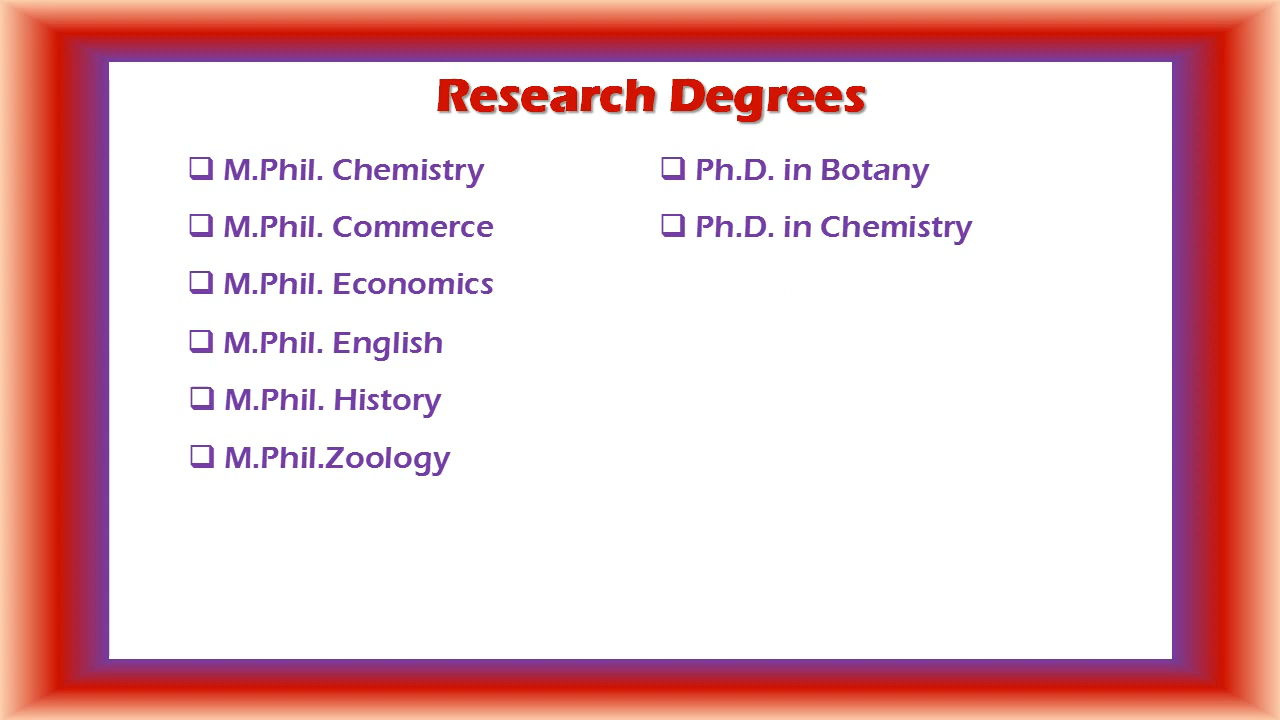 Research Degrees
M.Phil. Chemistry
M.Phil. Commerce
M.Phil. Economics
M.Phil. English
M.Phil. History
M.Phil.Zoology
Ph.D. in Botany
Ph.D. in Chemistry